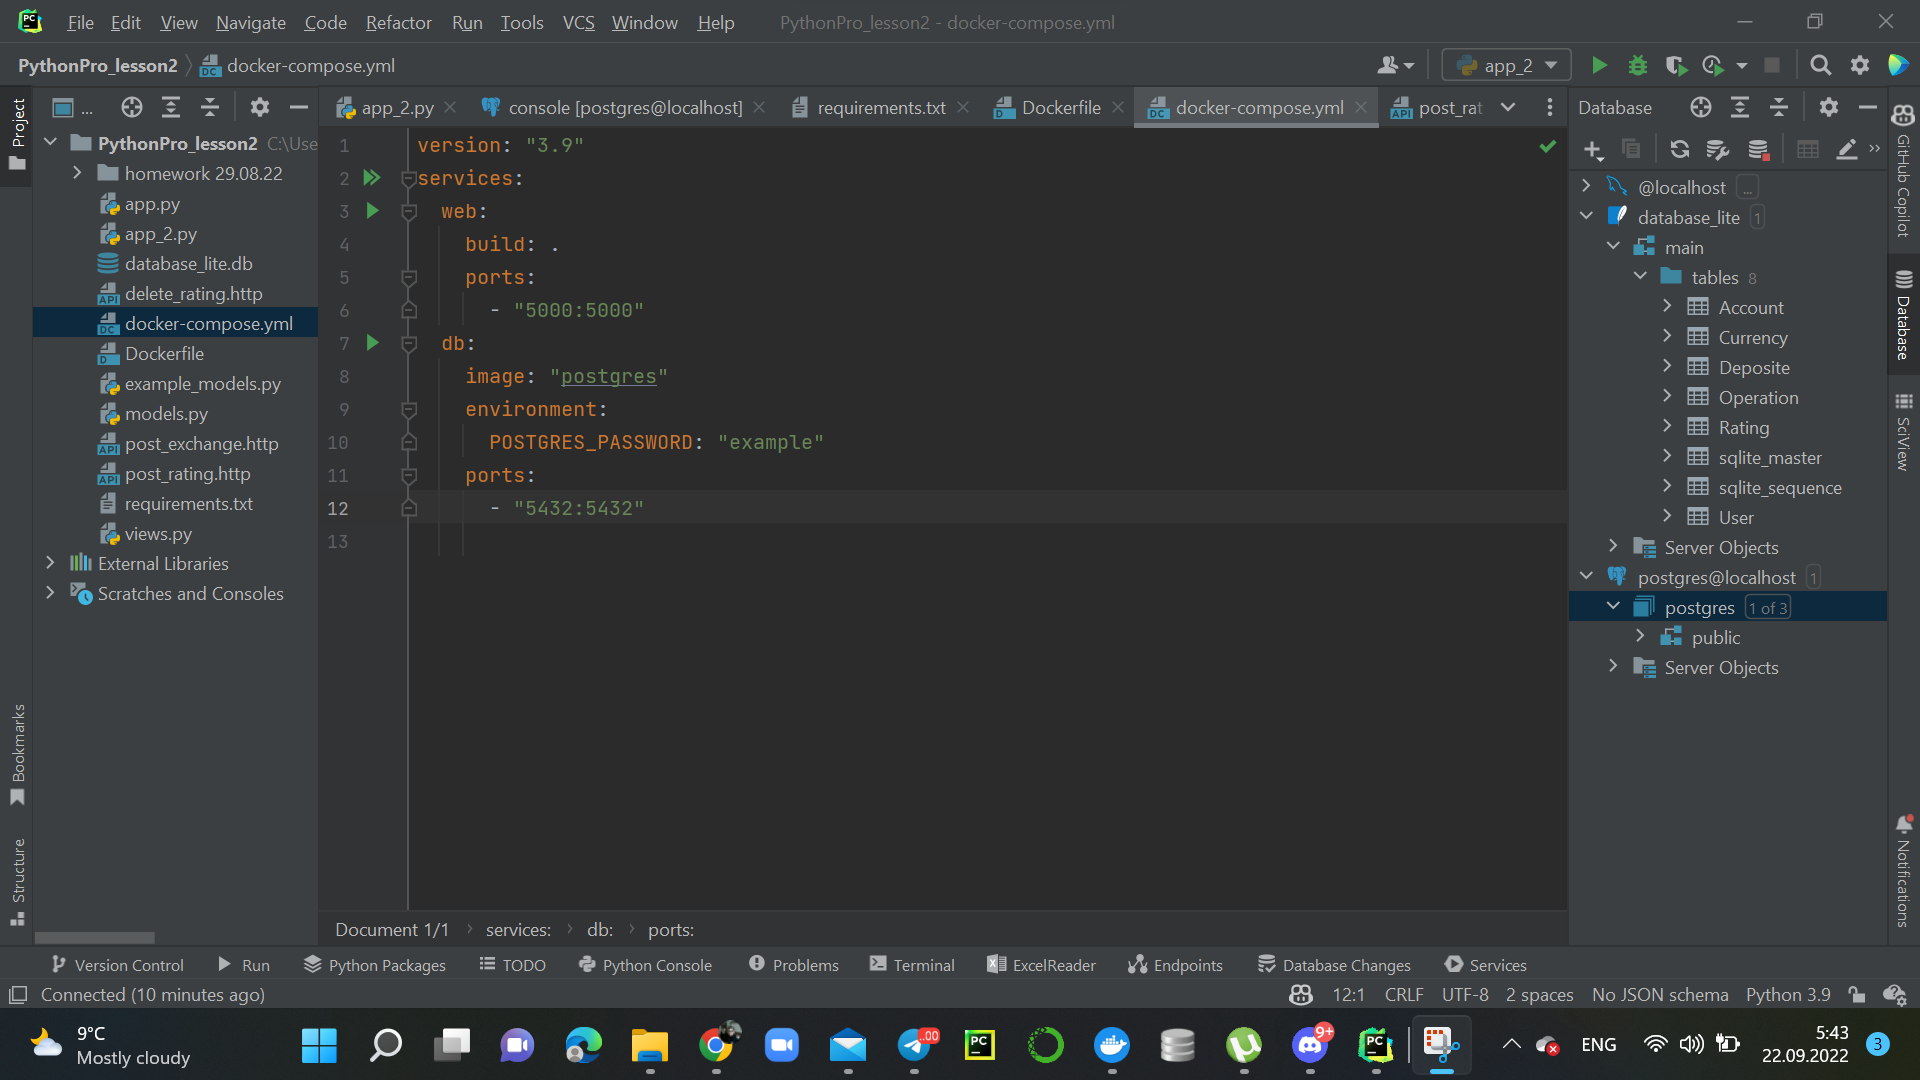 PC File Edit View Navigate Code Refactor Run Tools VCS Window Help PythonPro_lesson2 - docker-compose.yml
PythonPro_lesson2 docker-compose.yml app_2
Project
...
PythonPro_lesson2 C:\Use
homework 29.08.22
app.py
app_2.py
database_lite.db
delete_rating.http
docker-compose.yml
Dockerfile
example_models.py
models.py
post_exchange.http
post_rating.http
requirements.txt
views.py
External Libraries
Scratches and Consoles
Bookmarks
Structure
app_2.py console [postgres@localhost] requirements.txt Dockerfile docker-compose.yml post_rat
1 version: "3.9"
2 services:
3 web:
4 build: .
5 ports:
6 - "5000:5000"
7 db:
8 image: "postgres"
9 environment:
10 POSTGRES_PASSWORD: "example"
11 ports:
12 - "5432:5432"
13
Document 1/1 services: db: ports:
Database
@localhost ...
database_lite 1
main
tables 8
Account
Currency
Deposite
Operation
Rating
sqlite_master
sqlite_sequence
User
Server Objects
postgres@localhost 1
postgres 1 of 3
public
Server Objects
GitHub Copilot
Database
SciView
Notifications
Version Control Run Python Packages TODO Python Console Problems Terminal ExcelReader Endpoints Database Changes Services
Connected (10 minutes ago) 12:1 CRLF UTF-8 2 spaces No JSON schema Python 3.9
9°C
Mostly cloudy
..00
PC
9+
PC
ENG
5:43
22.09.2022
3